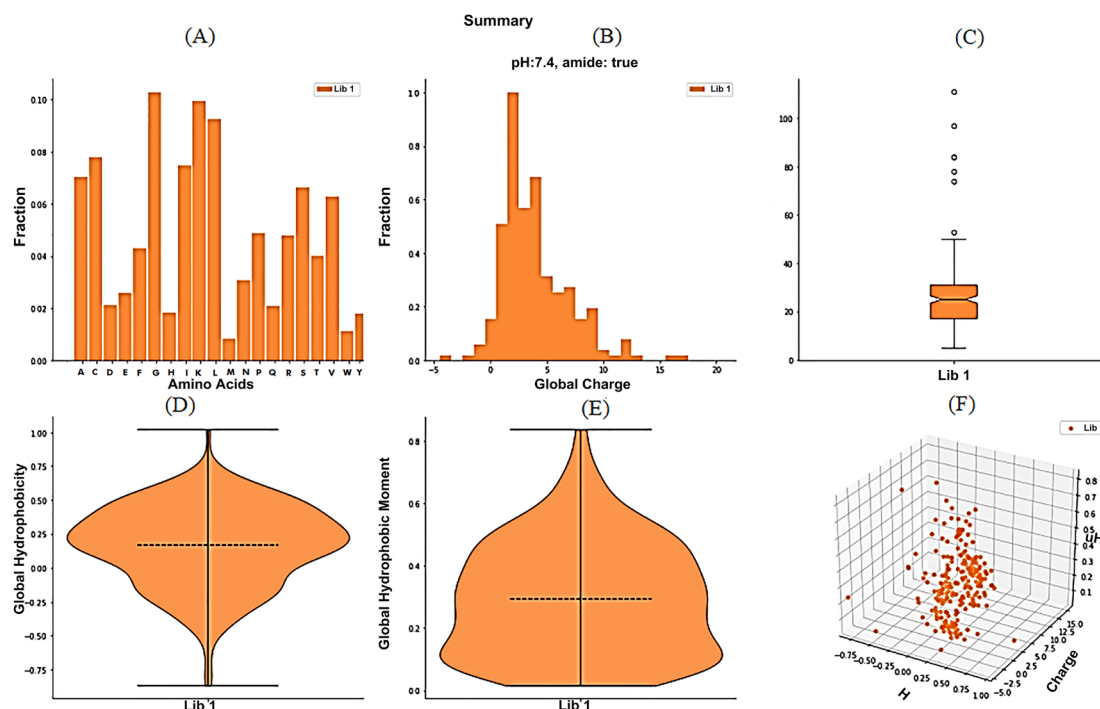 Summary
(A)
(B)
(C)
pH:7.4, amide: true
Lib 1
Lib 1
0.10
0.08
0.06
0.04
0.02
0.00
Fraction
A C D E F G H I K L M N P Q R S T V W Y
Amino Acids
1.0
0.8
0.6
0.4
0.2
0.0
Fraction
-5 0 5 10 15 20
Global Charge
100
80
60
40
20
0
Lib 1
(D)
(E)
(F)
1.00
0.75
0.50
0.25
0.00
-0.25
-0.50
-0.75
Global Hydrophobicity
Lib 1
0.8
0.6
0.4
0.2
0.0
Global Hydrophobic Moment
Lib 1
Lib
0.8
0.7
0.6
0.5
0.4
0.3
0.2
0.1
uH
-0.75 -0.50 -0.25 0.00 0.25 0.50 0.75 1.00
H
-5.0 -2.5 0.0 2.5 5.0 7.5 10.0 12.5 15.0
Charge